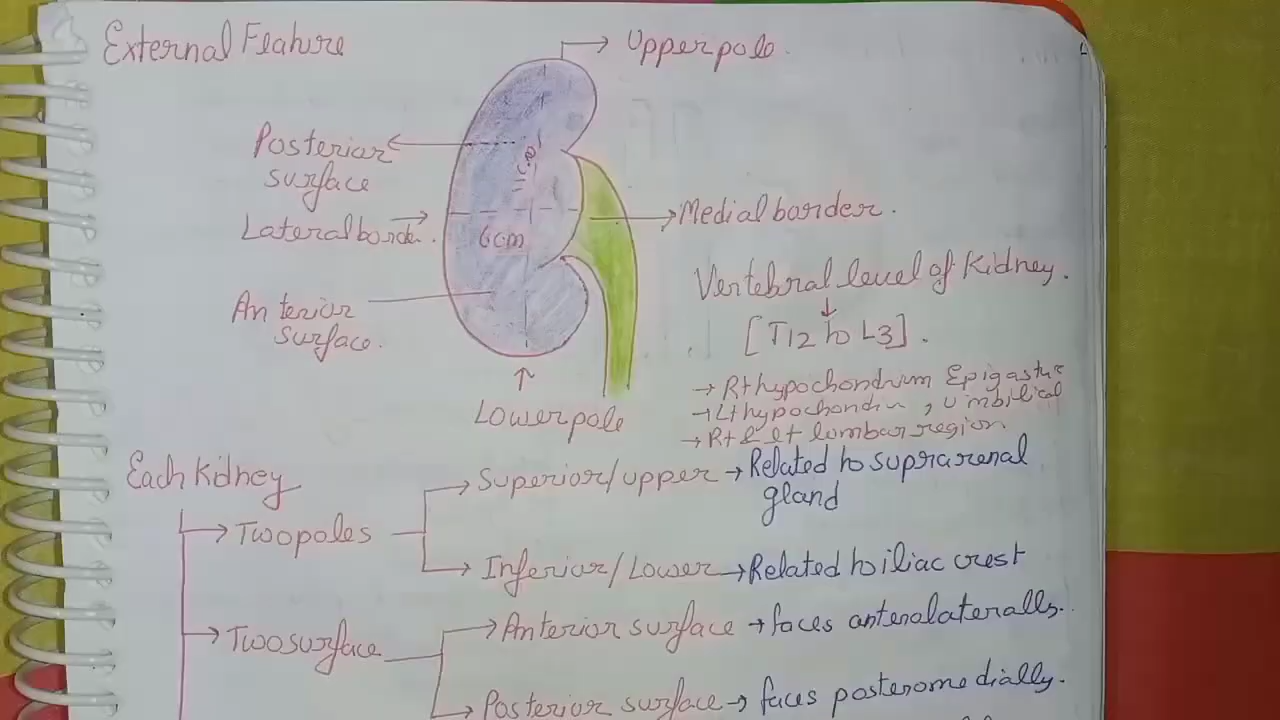 External Feature
Upper pole.
Posterior
surface
11cm
Lateral border.
6cm
Medial border.
Anterior
surface.
Vertebral level of Kidney.
[T12 to L3].
Lower pole
→ Rt hypochondrium Epigastric
→ Lt hypochondriu, Umbilical
→ Rt & Lt lumbar region
Each Kidney
→ Two poles
→ Superior/upper → Related to suprarenal
gland
→ Inferior/Lower → Related to iliac crest
→ Two surface
→ Anterior surface → faces anterolaterally.
→ Posterior surface → faces posteromedially.